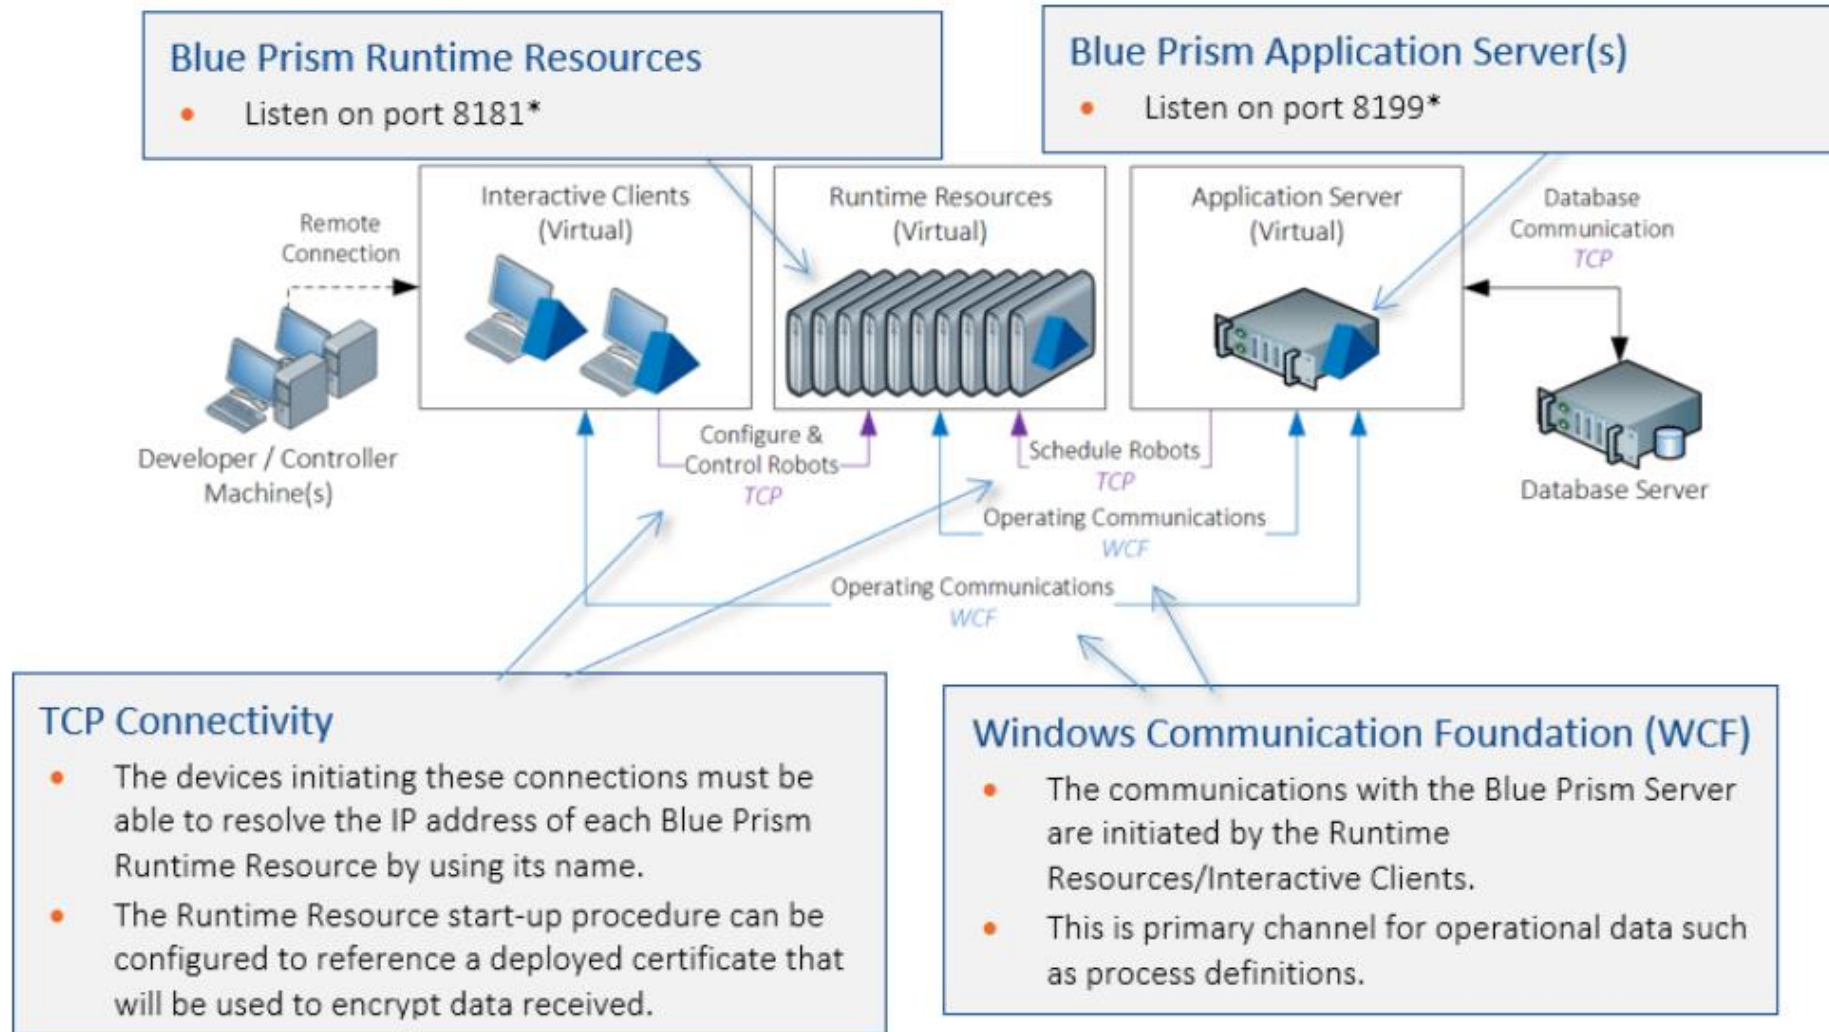 Blue Prism Runtime Resources
• Listen on port 8181*
Blue Prism Application Server(s)
• Listen on port 8199*
Remote
Connection
Interactive Clients
(Virtual)
Runtime Resources
(Virtual)
Application Server
(Virtual)
Database
Communication
TCP
Developer / Controller
Machine(s)
Configure &
Control Robots
TCP
Schedule Robots
TCP
Operating Communications
WCF
Operating Communications
WCF
Database Server
TCP Connectivity
• The devices initiating these connections must be
able to resolve the IP address of each Blue Prism
Runtime Resource by using its name.
• The Runtime Resource start-up procedure can be
configured to reference a deployed certificate that
will be used to encrypt data received.
Windows Communication Foundation (WCF)
• The communications with the Blue Prism Server
are initiated by the Runtime
Resources/Interactive Clients.
• This is primary channel for operational data such
as process definitions.